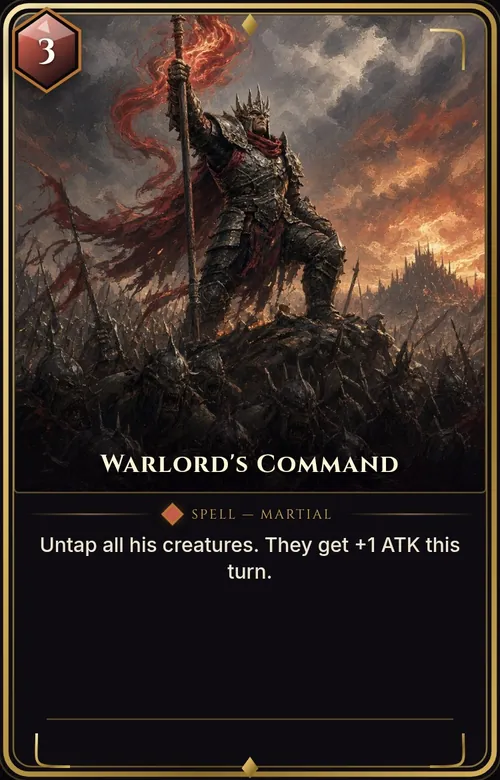 3
WARLORD'S COMMAND
SPELL — MARTIAL
Untap all his creatures. They get +1 ATK this
turn.